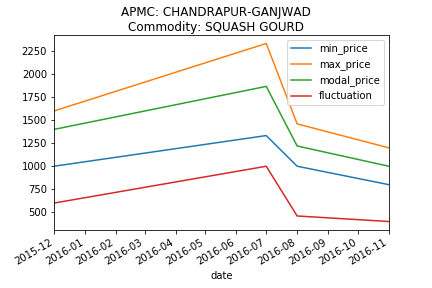 APMC: CHANDRAPUR-GANJWAD
Commodity: SQUASH GOURD
min_price
max_price
modal_price
fluctuation
2250
2000
1750
1500
1250
1000
750
500
2015-12
2016-01
2016-02
2016-03
2016-04
2016-05
2016-06
2016-07
2016-08
2016-09
2016-10
2016-11
date